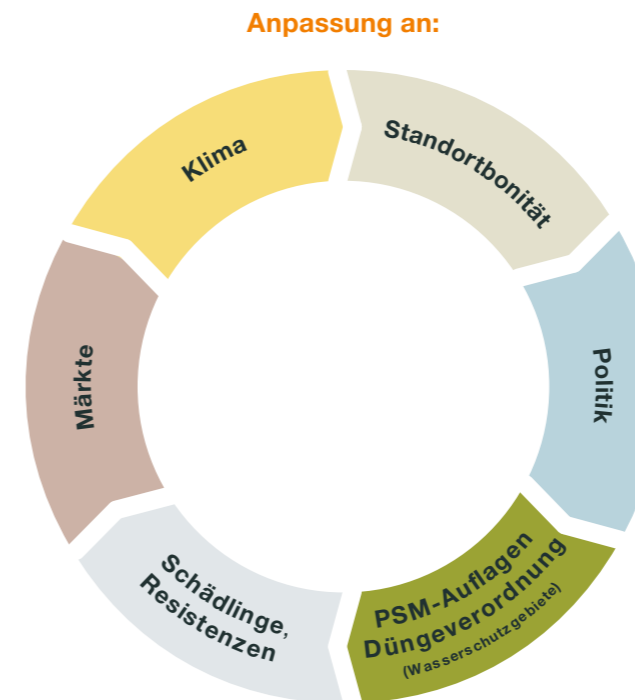 Anpassung an:
Standortbonität
Politik
PSM-Auflagen
Düngeverordnung
(Wasserschutzgebiete)
Schädlinge,
Resistenzen
Märkte
Klima